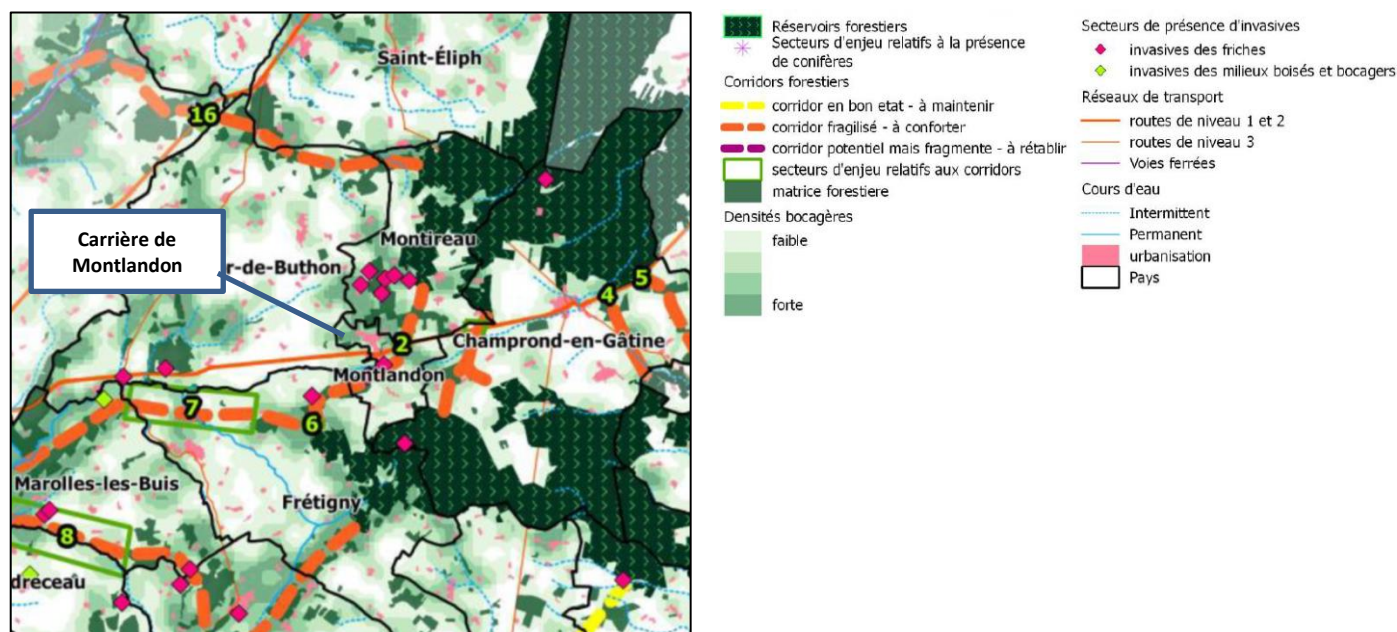 Saint-Éliph
16
Carrière de
Montlandon
Montireau
r-de-Buthon
5
4
2
Champrond-en-Gâtine
Montlandon
7
6
Marolles-les-Buis
Frétigny
8
dreceau
Réservoirs forestiers
Secteurs d'enjeu relatifs à la présence
de conifères
Corridors forestiers
corridor en bon etat - à maintenir
corridor fragilisé - à conforter
corridor potentiel mais fragmente - à rétablir
secteurs d'enjeu relatifs aux corridors
matrice forestiere
Densités bocagères
faible
forte
Secteurs de présence d'invasives
invasives des friches
invasives des milieux boisés et bocagers
Réseaux de transport
routes de niveau 1 et 2
routes de niveau 3
Voies ferrées
Cours d'eau
Intermittent
Permanent
urbanisation
Pays